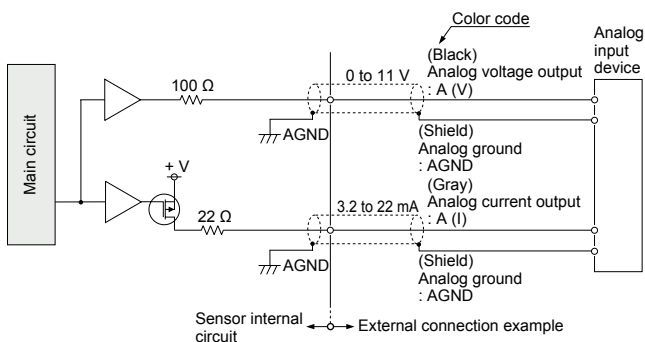 Color code
Analog
input
device
(Black)
0 to 11 V
Analog voltage output
: A (V)
100 Ω
AGND
(Shield)
Analog ground
: AGND
Main circuit
+ V
(Gray)
3.2 to 22 mA
Analog current output
: A (I)
22 Ω
AGND
(Shield)
Analog ground
: AGND
Sensor internal
circuit
External connection example